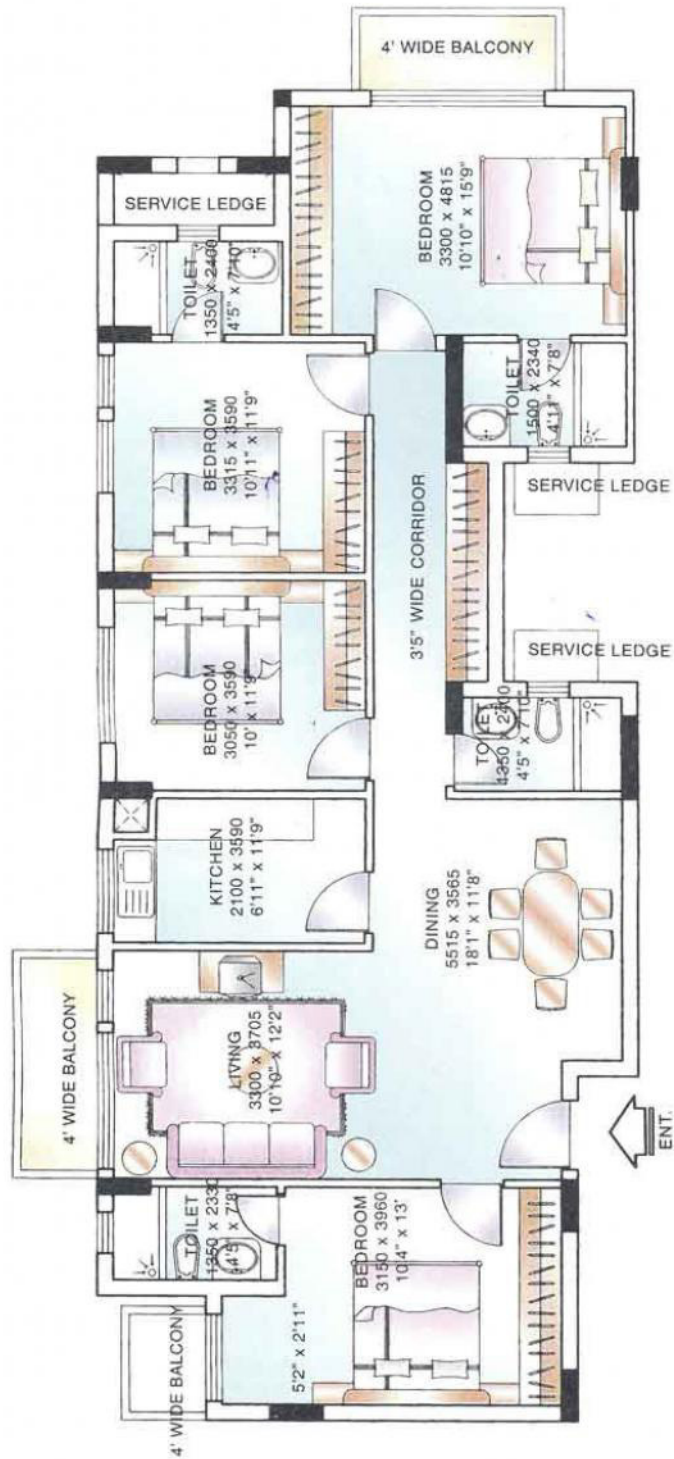 4' WIDE BALCONY
SERVICE LEDGE
TOILET
1350 x 2400
4'5" x 7'10"
BEDROOM
3300 x 4815
10'10" x 15'9"
BEDROOM
3315 x 3590
10'11" x 11'9"
TOILET
1500 x 2340
4'11" x 7'8"
SERVICE LEDGE
3'5" WIDE CORRIDOR
SERVICE LEDGE
BEDROOM
3050 x 3590
10' x 11'9"
TOILET
1350 x 2400
4'5" x 7'10"
KITCHEN
2100 x 3590
6'11" x 11'9"
DINING
5515 x 3565
18'1" x 11'8"
4' WIDE BALCONY
LIVING
3300 x 3705
10'10" x 12'2"
ENT.
TOILET
1350 x 2330
4'5" x 7'8"
BEDROOM
3150 x 3960
10'4" x 13'
5'2" x 2'11"
4' WIDE BALCONY